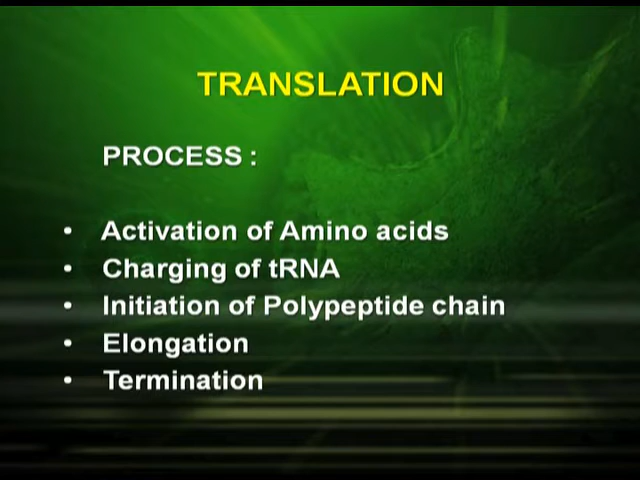 TRANSLATION
PROCESS :
• Activation of Amino acids
• Charging of tRNA
• Initiation of Polypeptide chain
• Elongation
• Termination